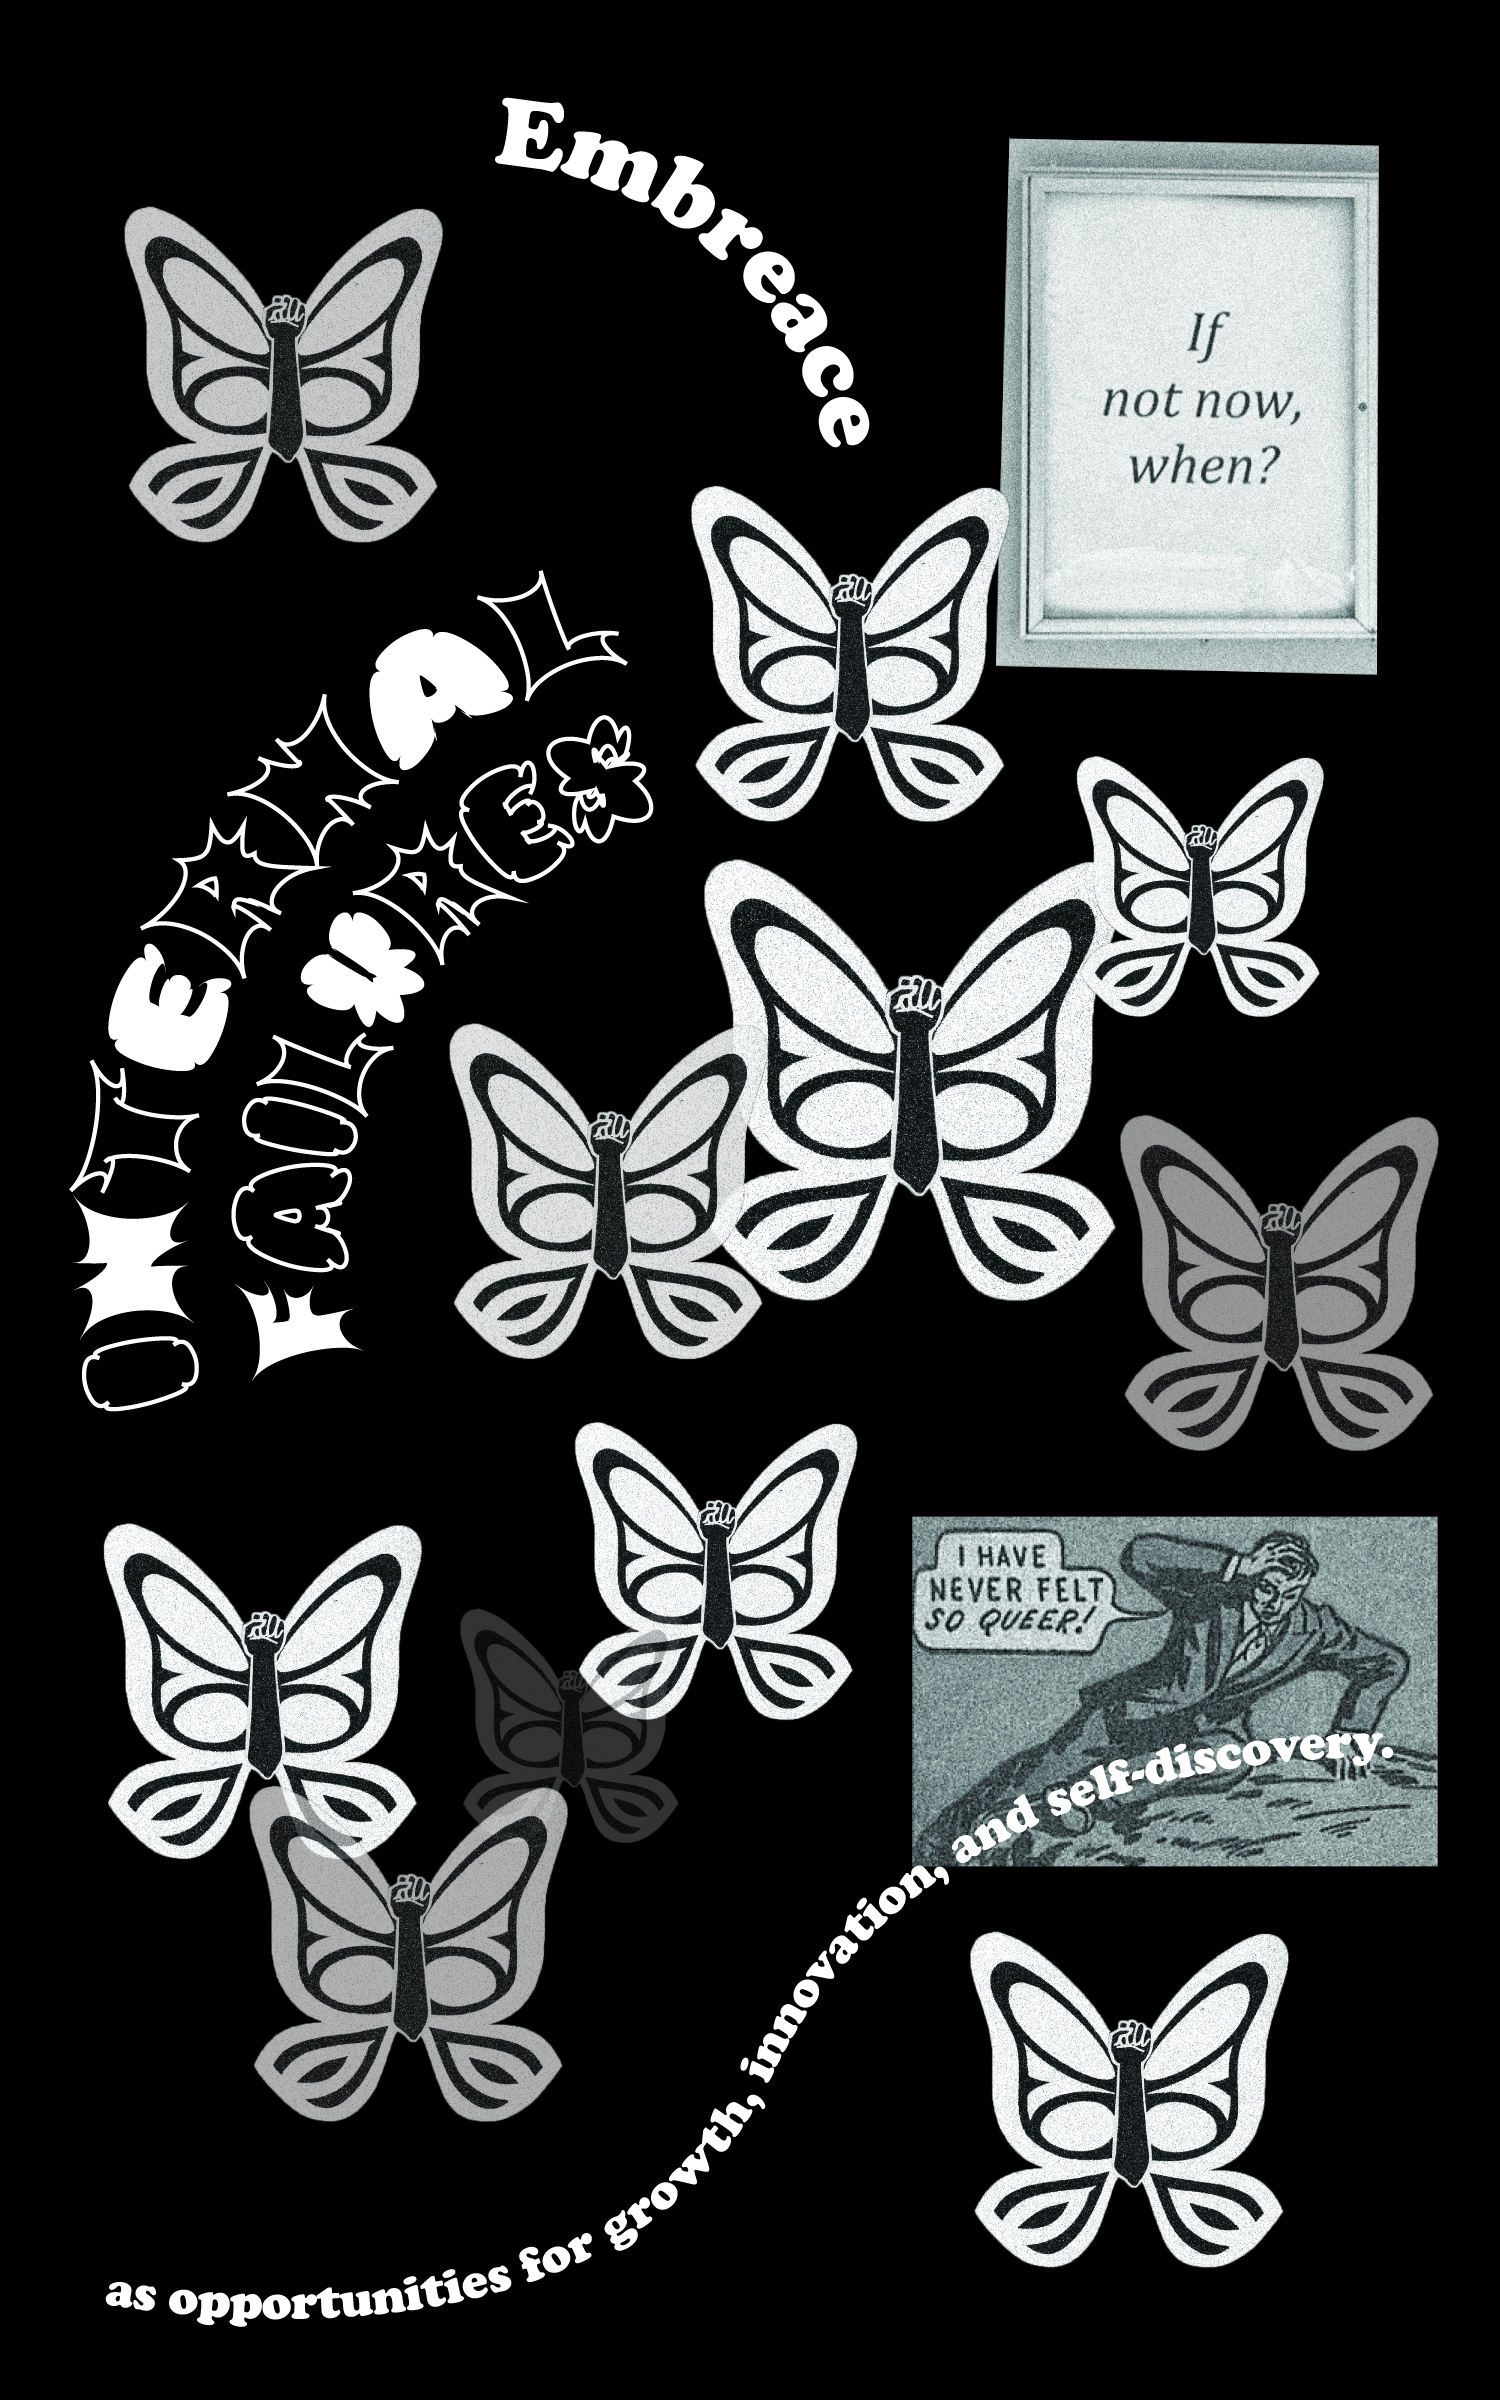 Embreace
If
not now,
when?
INTERNAL
FAILURES
I HAVE
NEVER FELT
SO QUEER!
as opportunities for growth, innovation, and self-discovery.